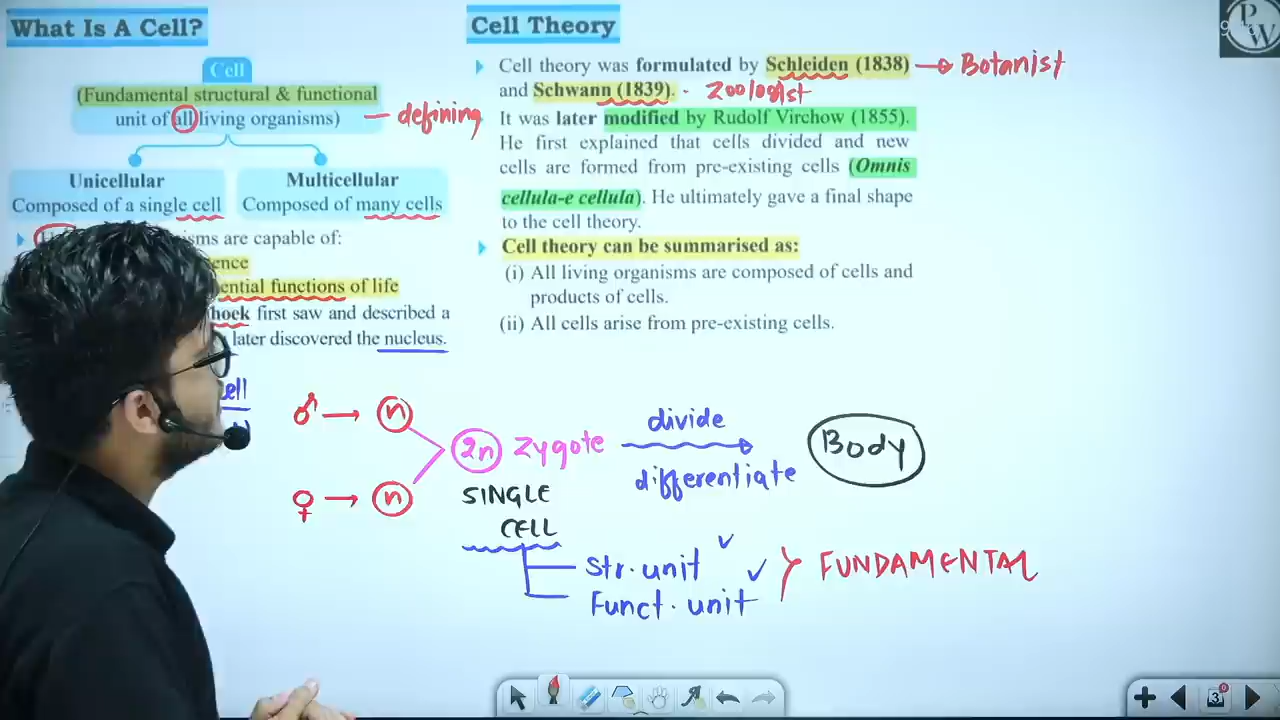 What Is A Cell?
Cell
(Fundamental structural & functional
unit of all living organisms)
defining
Unicellular
Composed of a single cell
Multicellular
Composed of many cells
isms are capable of:
ence
ential functions of life
hoek first saw and described a
later discovered the nucleus.
ell
Cell Theory
Cell theory was formulated by Schleiden (1838)
Botanist
and Schwann (1839).
Zoologist
It was later modified by Rudolf Virchow (1855).
He first explained that cells divided and new
cells are formed from pre-existing cells (Omnis
cellula-e cellula). He ultimately gave a final shape
to the cell theory.
Cell theory can be summarised as:
(i) All living organisms are composed of cells and
products of cells.
(ii) All cells arise from pre-existing cells.
♂ → n
♀ → n
2n Zygote
SINGLE
CELL
divide
differentiate
Body
Str. unit ✓
Funct. unit ✓
FUNDAMENTAL
PW
3